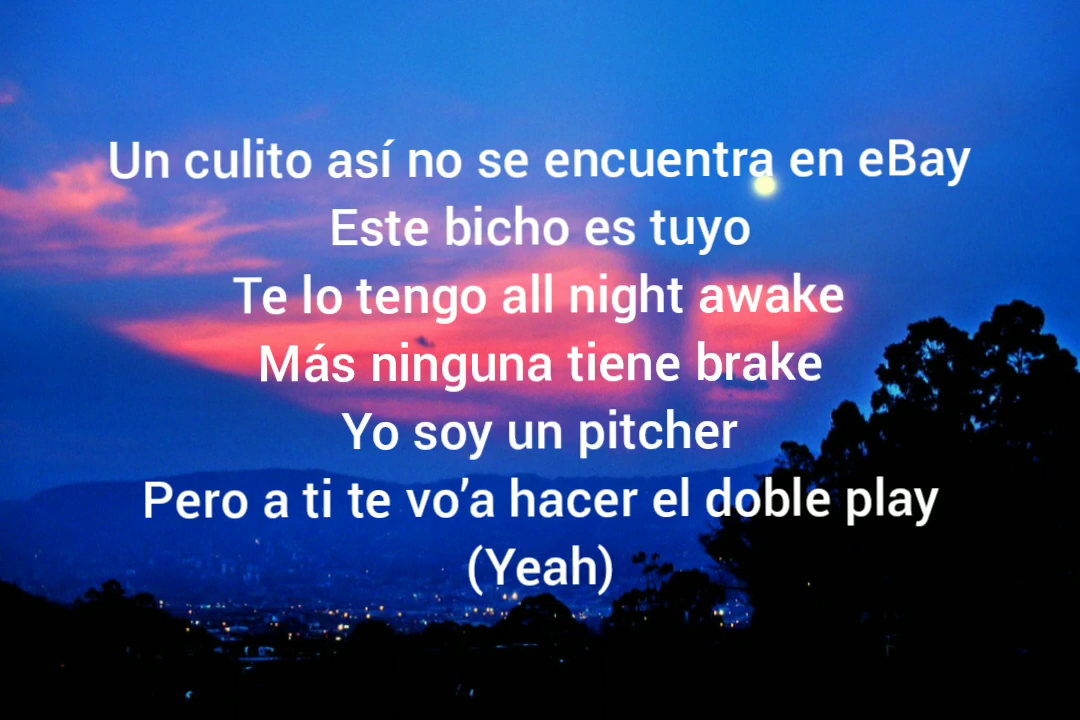 Un culito así no se encuentra en eBay
Este bicho es tuyo
Te lo tengo all night awake
Más ninguna tiene brake
Yo soy un pitcher
Pero a ti te vo’a hacer el doble play
(Yeah)